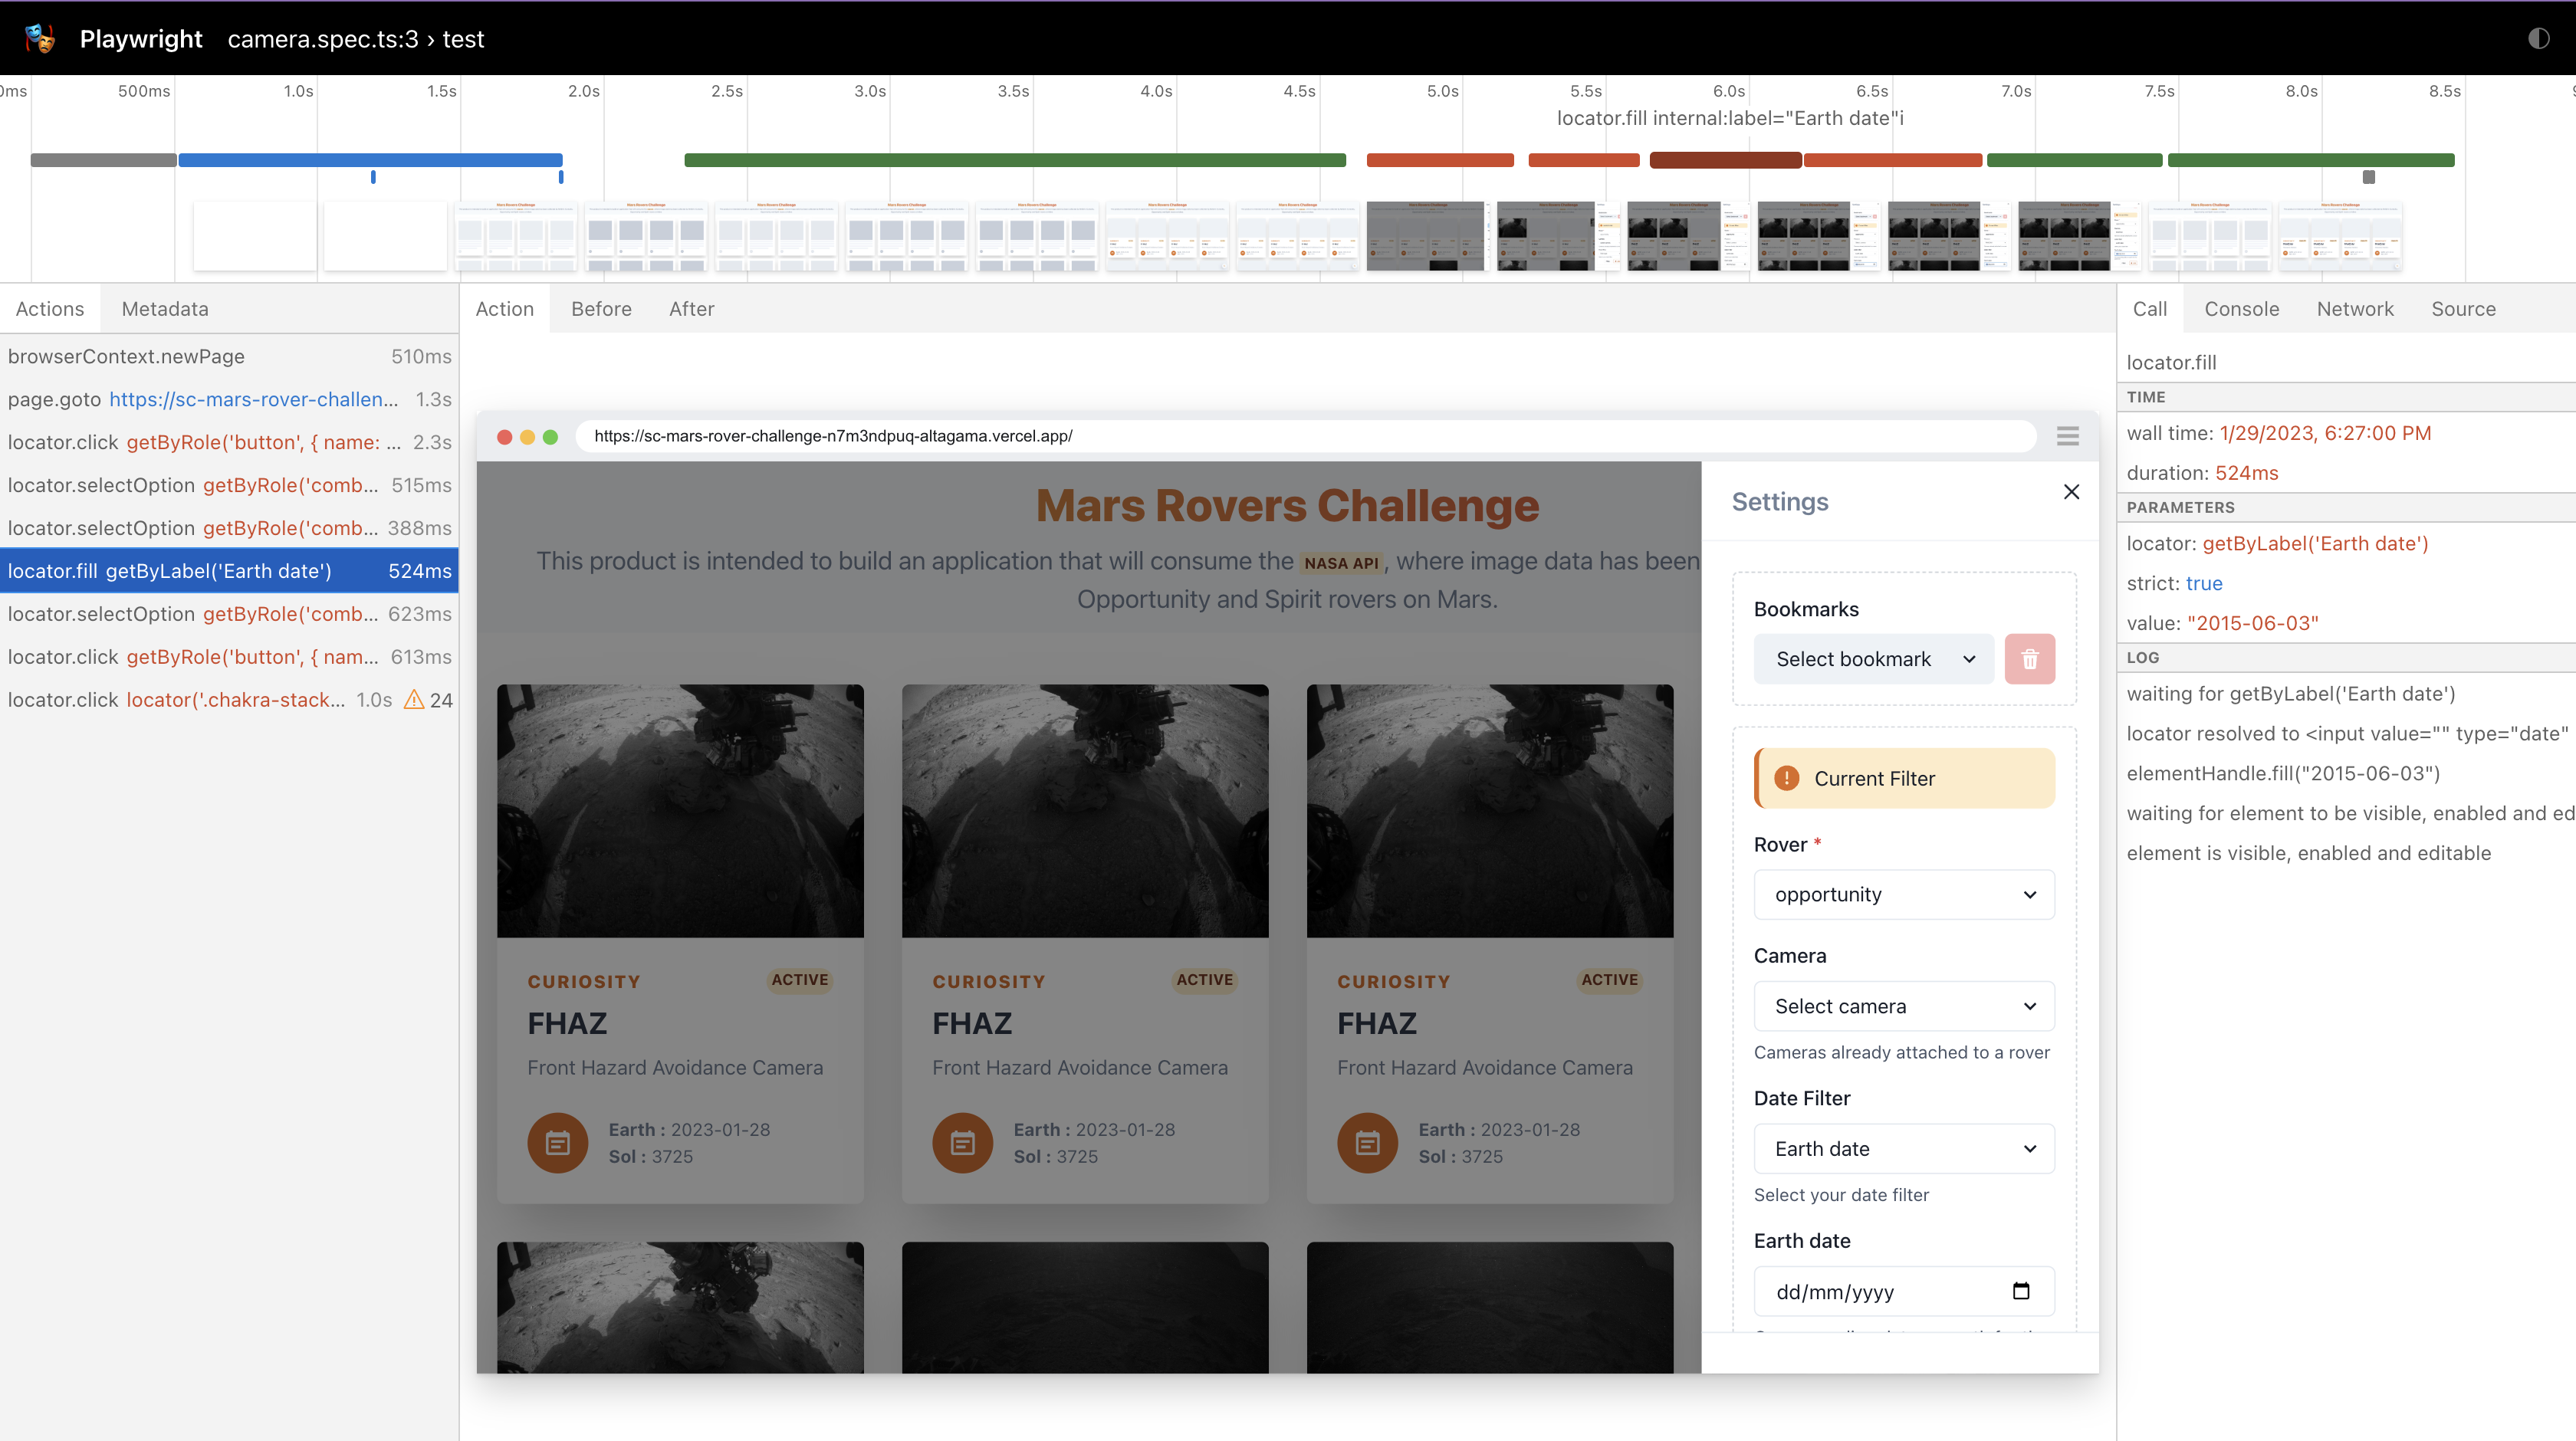 Playwright camera.spec.ts:3 › test
0ms 500ms 1.0s 1.5s 2.0s 2.5s 3.0s 3.5s 4.0s 4.5s 5.0s 5.5s 6.0s 6.5s 7.0s 7.5s 8.0s 8.5s
locator.fill internal:label="Earth date"i
Actions Metadata
browserContext.newPage 510ms
page.goto https://sc-mars-rover-challen... 1.3s
locator.click getByRole('button', { name: ... 2.3s
locator.selectOption getByRole('comb... 515ms
locator.selectOption getByRole('comb... 388ms
locator.fill getByLabel('Earth date') 524ms
locator.selectOption getByRole('comb... 623ms
locator.click getByRole('button', { nam... 613ms
locator.click locator('.chakra-stack... 1.0s 24
Action Before After
https://sc-mars-rover-challenge-n7m3ndpuq-altagama.vercel.app/
Mars Rovers Challenge
This product is intended to build an application that will consume the NASA API, where image data has been
Opportunity and Spirit rovers on Mars.
CURIOSITY ACTIVE
FHAZ
Front Hazard Avoidance Camera
Earth : 2023-01-28
Sol : 3725
CURIOSITY ACTIVE
FHAZ
Front Hazard Avoidance Camera
Earth : 2023-01-28
Sol : 3725
CURIOSITY ACTIVE
FHAZ
Front Hazard Avoidance Camera
Earth : 2023-01-28
Sol : 3725
Settings
Bookmarks
Select bookmark
Current Filter
Rover *
opportunity
Camera
Select camera
Cameras already attached to a rover
Date Filter
Earth date
Select your date filter
Earth date
dd/mm/yyyy
Call Console Network Source
locator.fill
TIME
wall time: 1/29/2023, 6:27:00 PM
duration: 524ms
PARAMETERS
locator: getByLabel('Earth date')
strict: true
value: "2015-06-03"
LOG
waiting for getByLabel('Earth date')
locator resolved to <input value="" type="date"
elementHandle.fill("2015-06-03")
waiting for element to be visible, enabled and ed
element is visible, enabled and editable